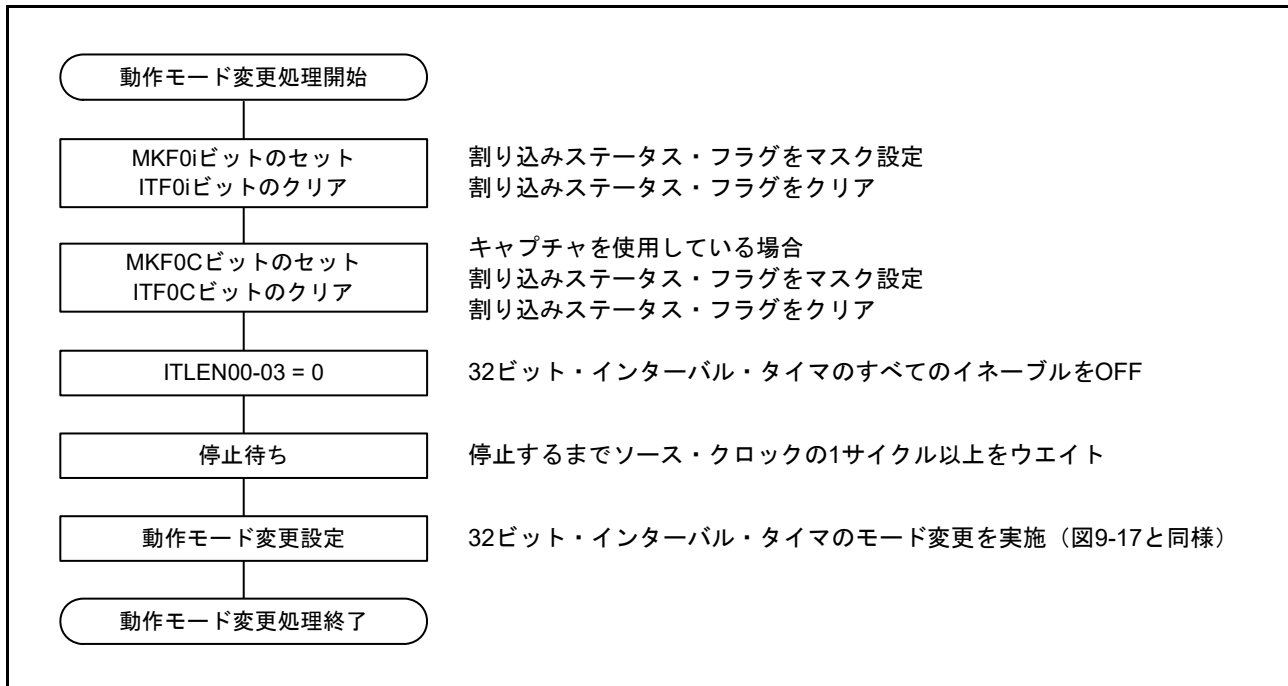 動作モード変更処理開始
MKF0iビットのセット
ITF0iビットのクリア
割り込みステータス・フラグをマスク設定
割り込みステータス・フラグをクリア
MKF0Cビットのセット
ITF0Cビットのクリア
キャプチャを使用している場合
割り込みステータス・フラグをマスク設定
割り込みステータス・フラグをクリア
ITLEN00-03 = 0
32ビット・インターバル・タイマのすべてのイネーブルをOFF
停止待ち
停止するまでソース・クロックの1サイクル以上をウエイト
動作モード変更設定
32ビット・インターバル・タイマのモード変更を実施（図9-17と同様）
動作モード変更処理終了